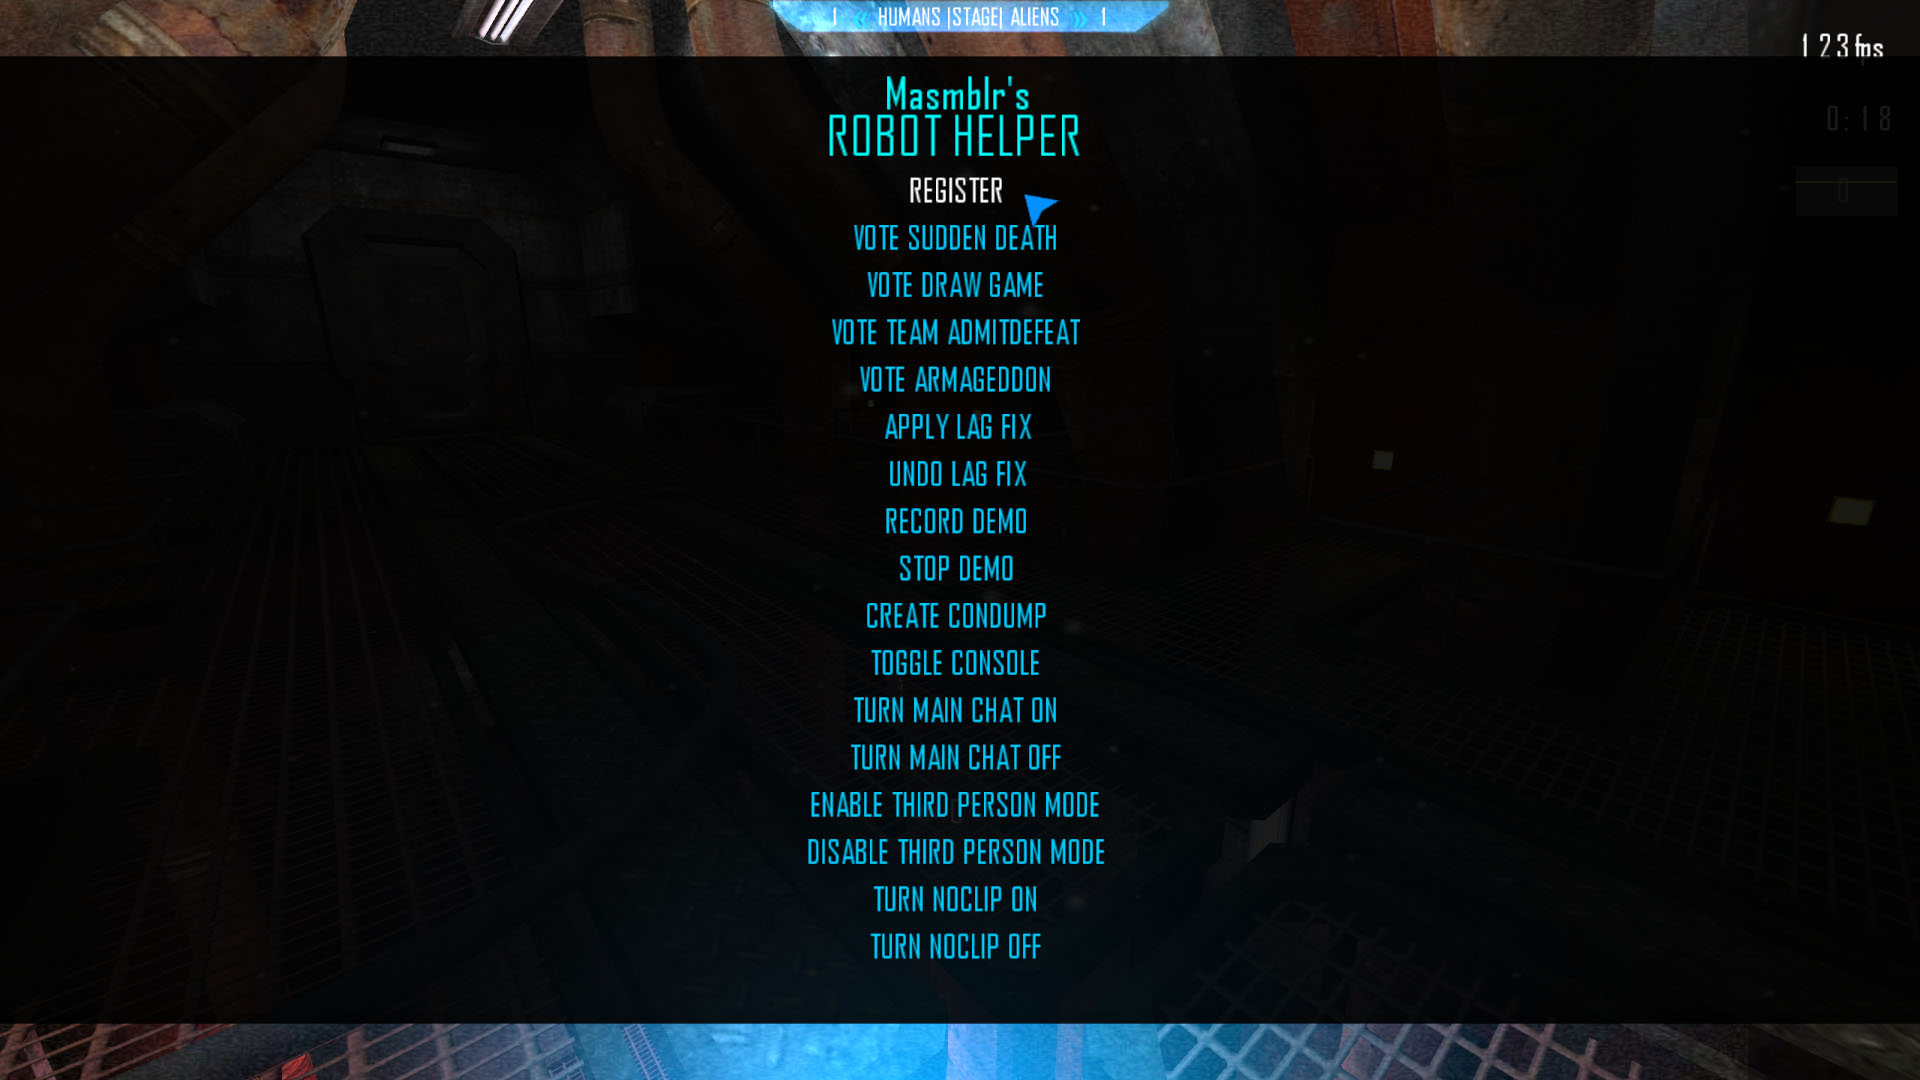 1 « HUMANS |STAGE| ALIENS » 1
123fps
0:18
0
Masmblr's
ROBOT HELPER
REGISTER
VOTE SUDDEN DEATH
VOTE DRAW GAME
VOTE TEAM ADMITDEFEAT
VOTE ARMAGEDDON
APPLY LAG FIX
UNDO LAG FIX
RECORD DEMO
STOP DEMO
CREATE CONDUMP
TOGGLE CONSOLE
TURN MAIN CHAT ON
TURN MAIN CHAT OFF
ENABLE THIRD PERSON MODE
DISABLE THIRD PERSON MODE
TURN NOCLIP ON
TURN NOCLIP OFF